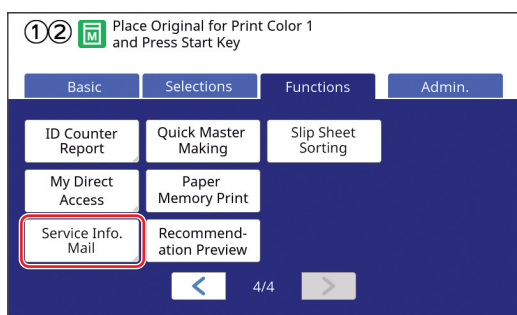 ①② M Place Original for Print Color 1
and Press Start Key
Basic Selections Functions Admin.
ID Counter
Report
Quick Master
Making
Slip Sheet
Sorting
My Direct
Access
Paper
Memory Print
Service Info.
Mail
Recommend-
ation Preview
< 4/4 >